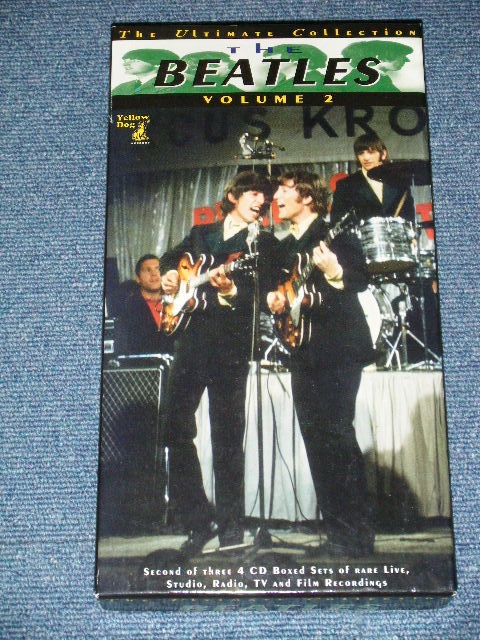 The Ultimate Collection
THE
BEATLES
VOLUME 2
Yellow
Dog
CUS KRO
Second of three 4 CD Boxed Sets of rare Live,
Studio, Radio, TV and Film Recordings